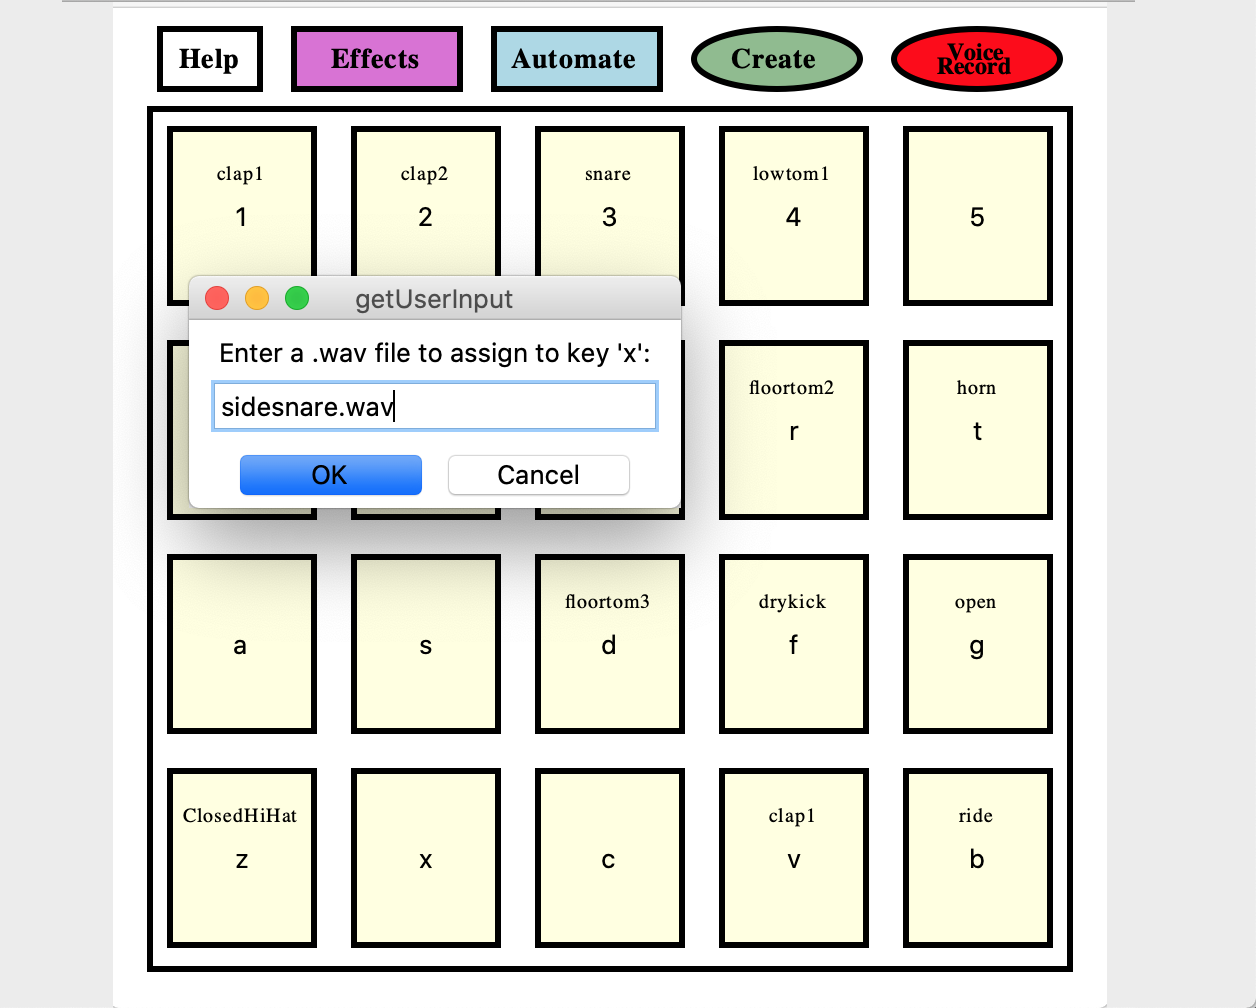 Help
Effects
Automate
Create
Voice
Record
clap1
1
clap2
2
snare
3
lowtom1
4
5
getUserInput
Enter a .wav file to assign to key 'x':
sidesnare.wav
OK
Cancel
floortom2
r
horn
t
a
s
floortom3
d
drykick
f
open
g
ClosedHiHat
z
x
c
clap1
v
ride
b